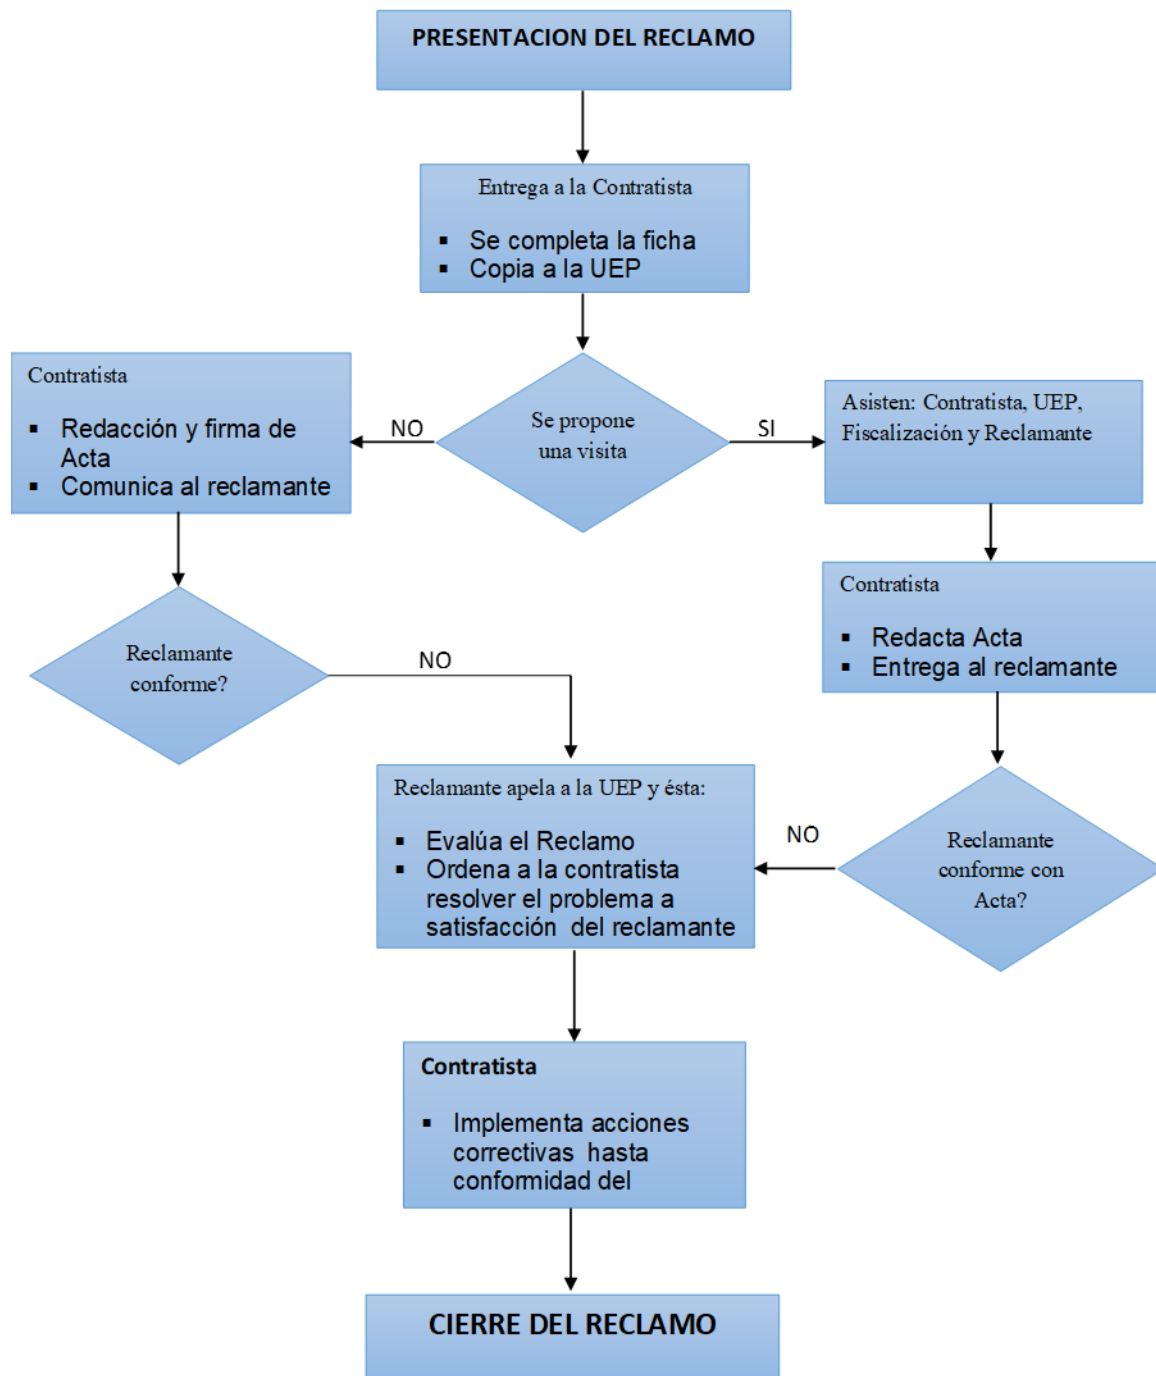 PRESENTACION DEL RECLAMO
Entrega a la Contratista
▪ Se completa la ficha
▪ Copia a la UEP
Se propone
una visita
NO
SI
Contratista
▪ Redacción y firma de
Acta
▪ Comunica al reclamante
Asisten: Contratista, UEP,
Fiscalización y Reclamante
Contratista
▪ Redacta Acta
▪ Entrega al reclamante
Reclamante
conforme?
NO
Reclamante apela a la UEP y ésta:
▪ Evalúa el Reclamo
▪ Ordena a la contratista
resolver el problema a
satisfacción del reclamante
NO
Reclamante
conforme con
Acta?
Contratista
▪ Implementa acciones
correctivas hasta
conformidad del
CIERRE DEL RECLAMO